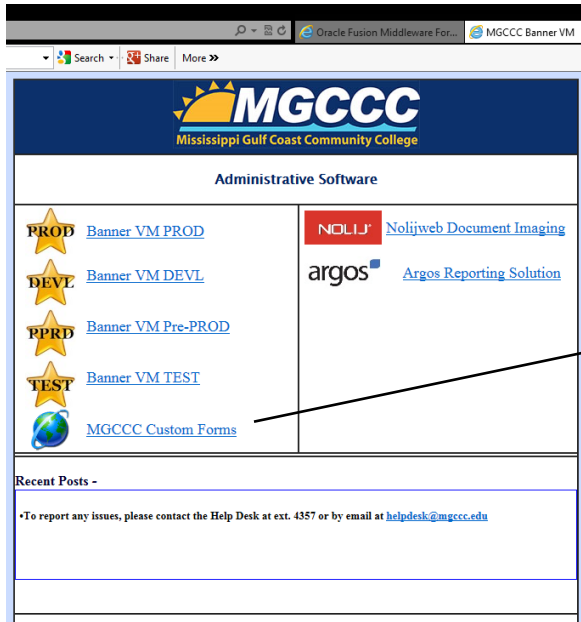 Oracle Fusion Middleware For...
MGCCC Banner VM
Search
Share
More »
MGCCC
Mississippi Gulf Coast Community College
Administrative Software
PROD Banner VM PROD
DEVL Banner VM DEVL
PPRD Banner VM Pre-PROD
TEST Banner VM TEST
MGCCC Custom Forms
NOLIJ Nolijweb Document Imaging
argos Argos Reporting Solution
Recent Posts -
•To report any issues, please contact the Help Desk at ext. 4357 or by email at helpdesk@mgccc.edu